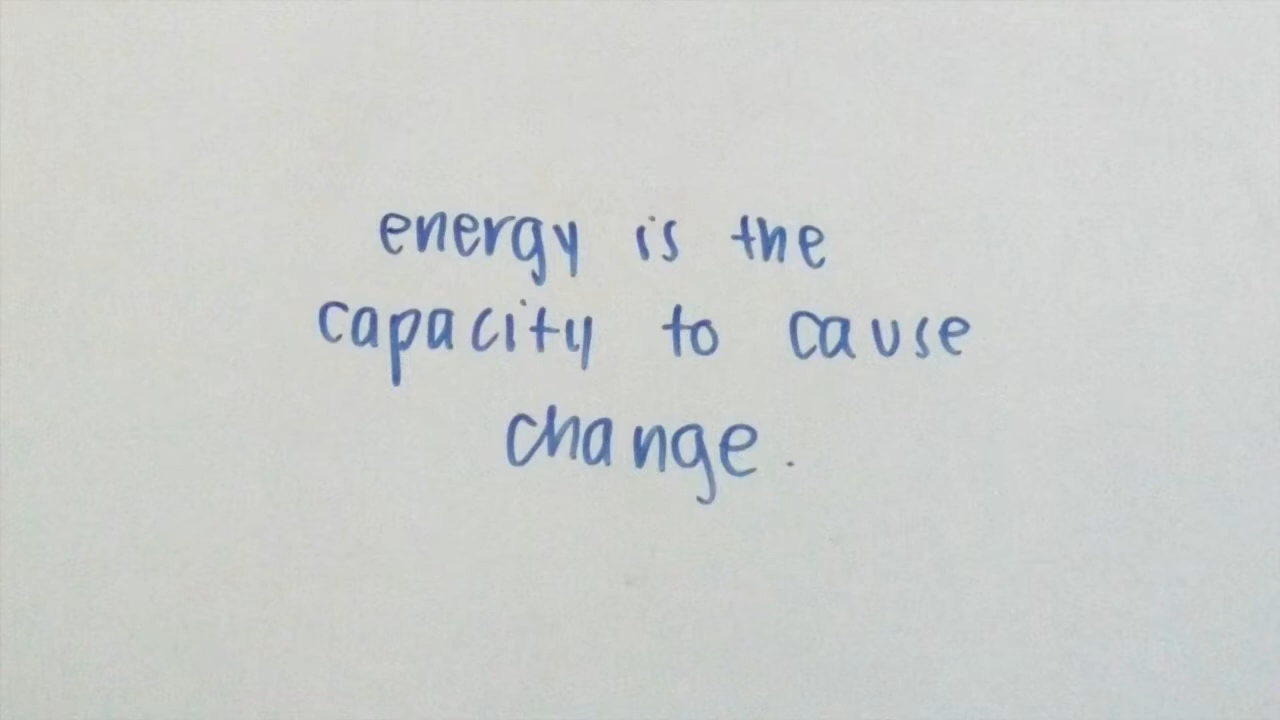 energy is the
capacity to cause
change.